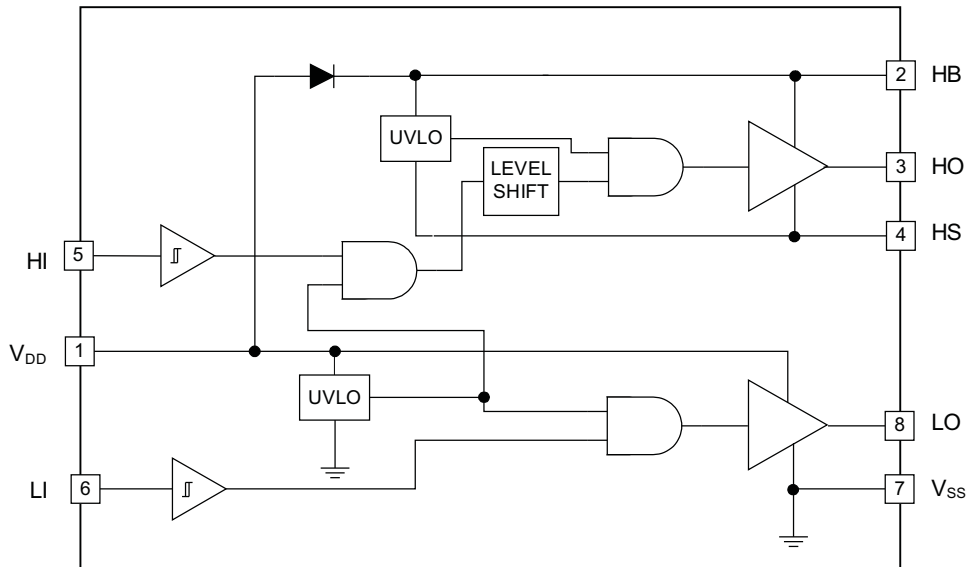 2 HB
UVLO
LEVEL
SHIFT
3 HO
4 HS
HI 5
VDD 1
UVLO
8 LO
LI 6
7 VSS